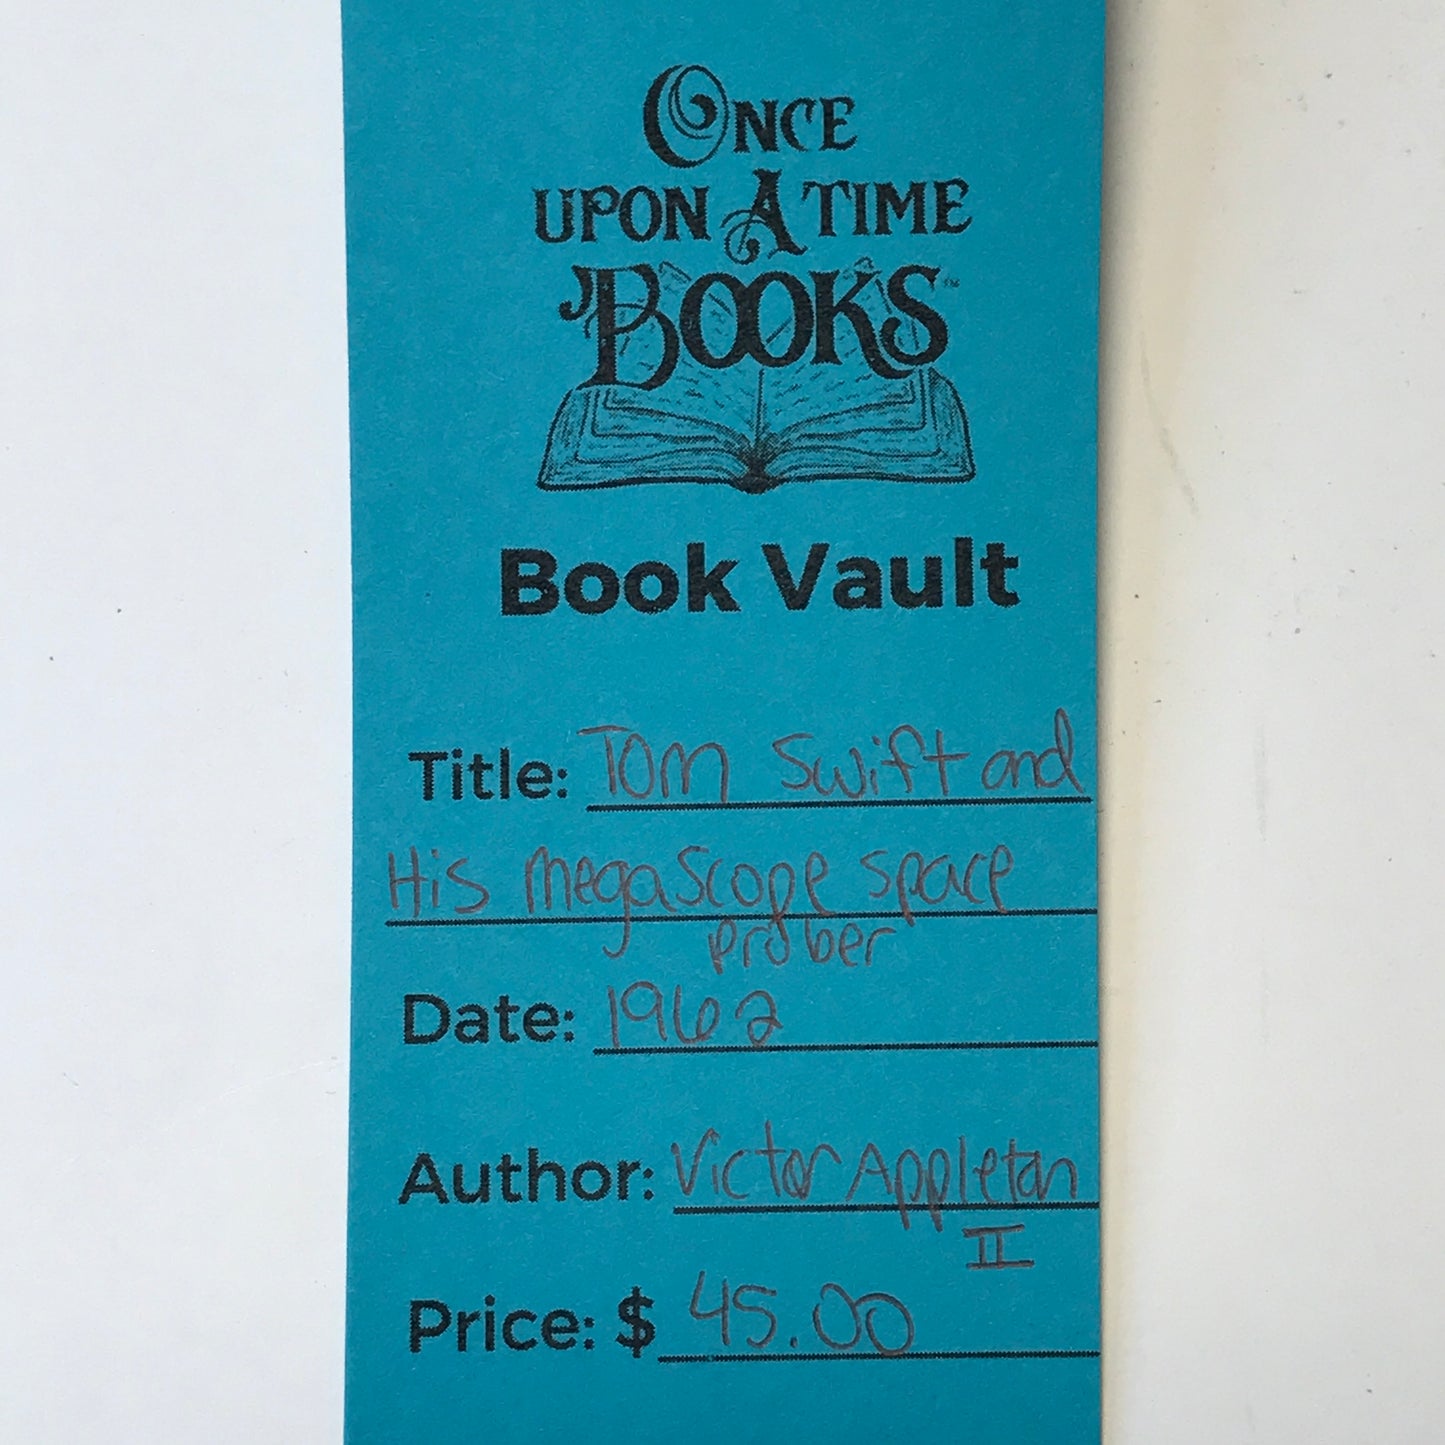 ONCE
UPON A TIME
BOOKS™
Book Vault
Title: Tom Swift and
His Megascope space
prober
Date: 1962
Author: Victor Appleton
II
Price: $ 45.00